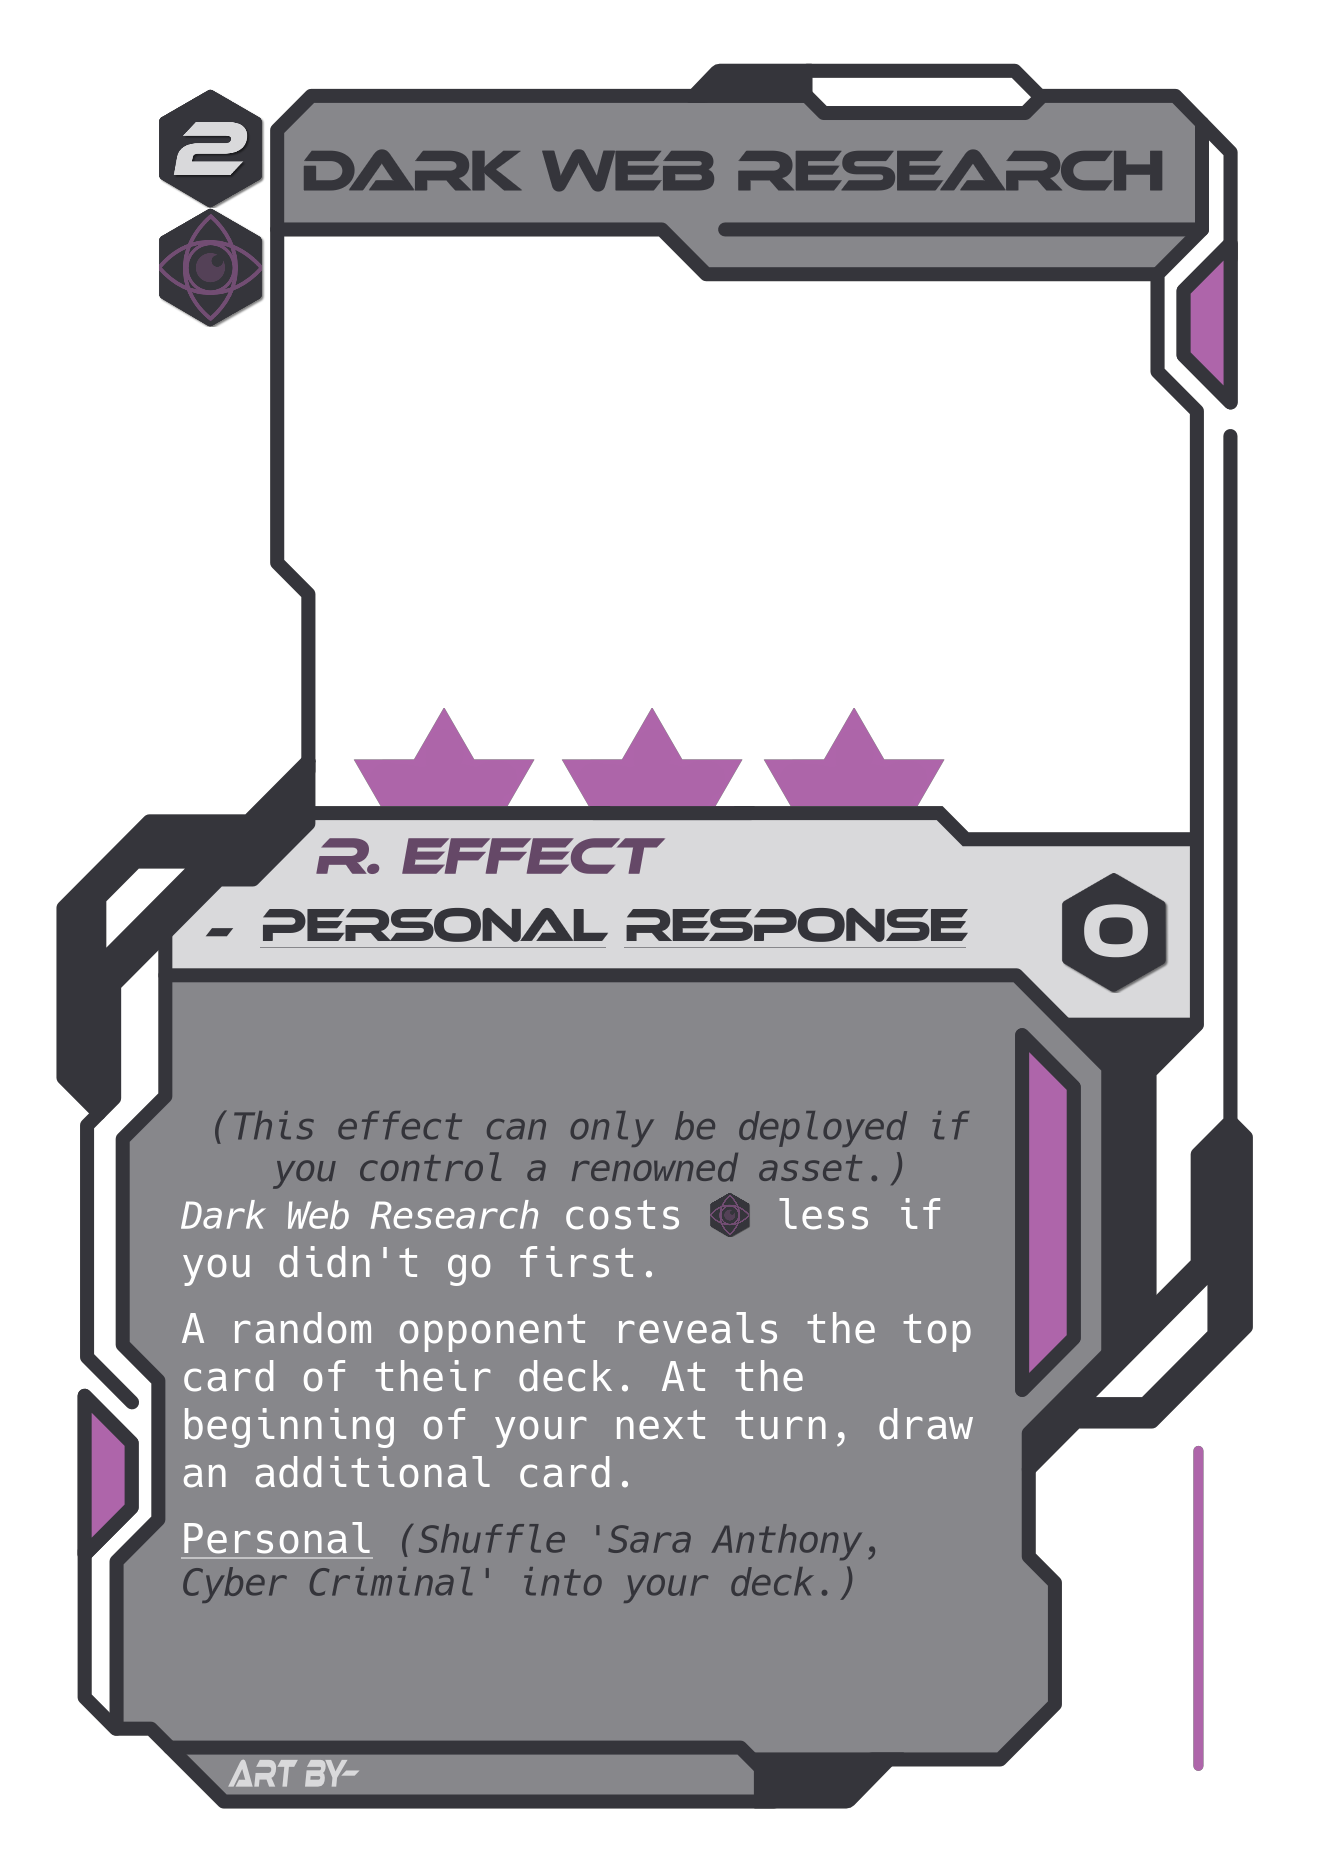 2
DARK WEB RESEARCH
R. EFFECT
- PERSONAL RESPONSE
0
(This effect can only be deployed if
you control a renowned asset.)
Dark Web Research costs less if
you didn't go first.
A random opponent reveals the top
card of their deck. At the
beginning of your next turn, draw
an additional card.
Personal (Shuffle 'Sara Anthony,
Cyber Criminal' into your deck.)
ART BY-